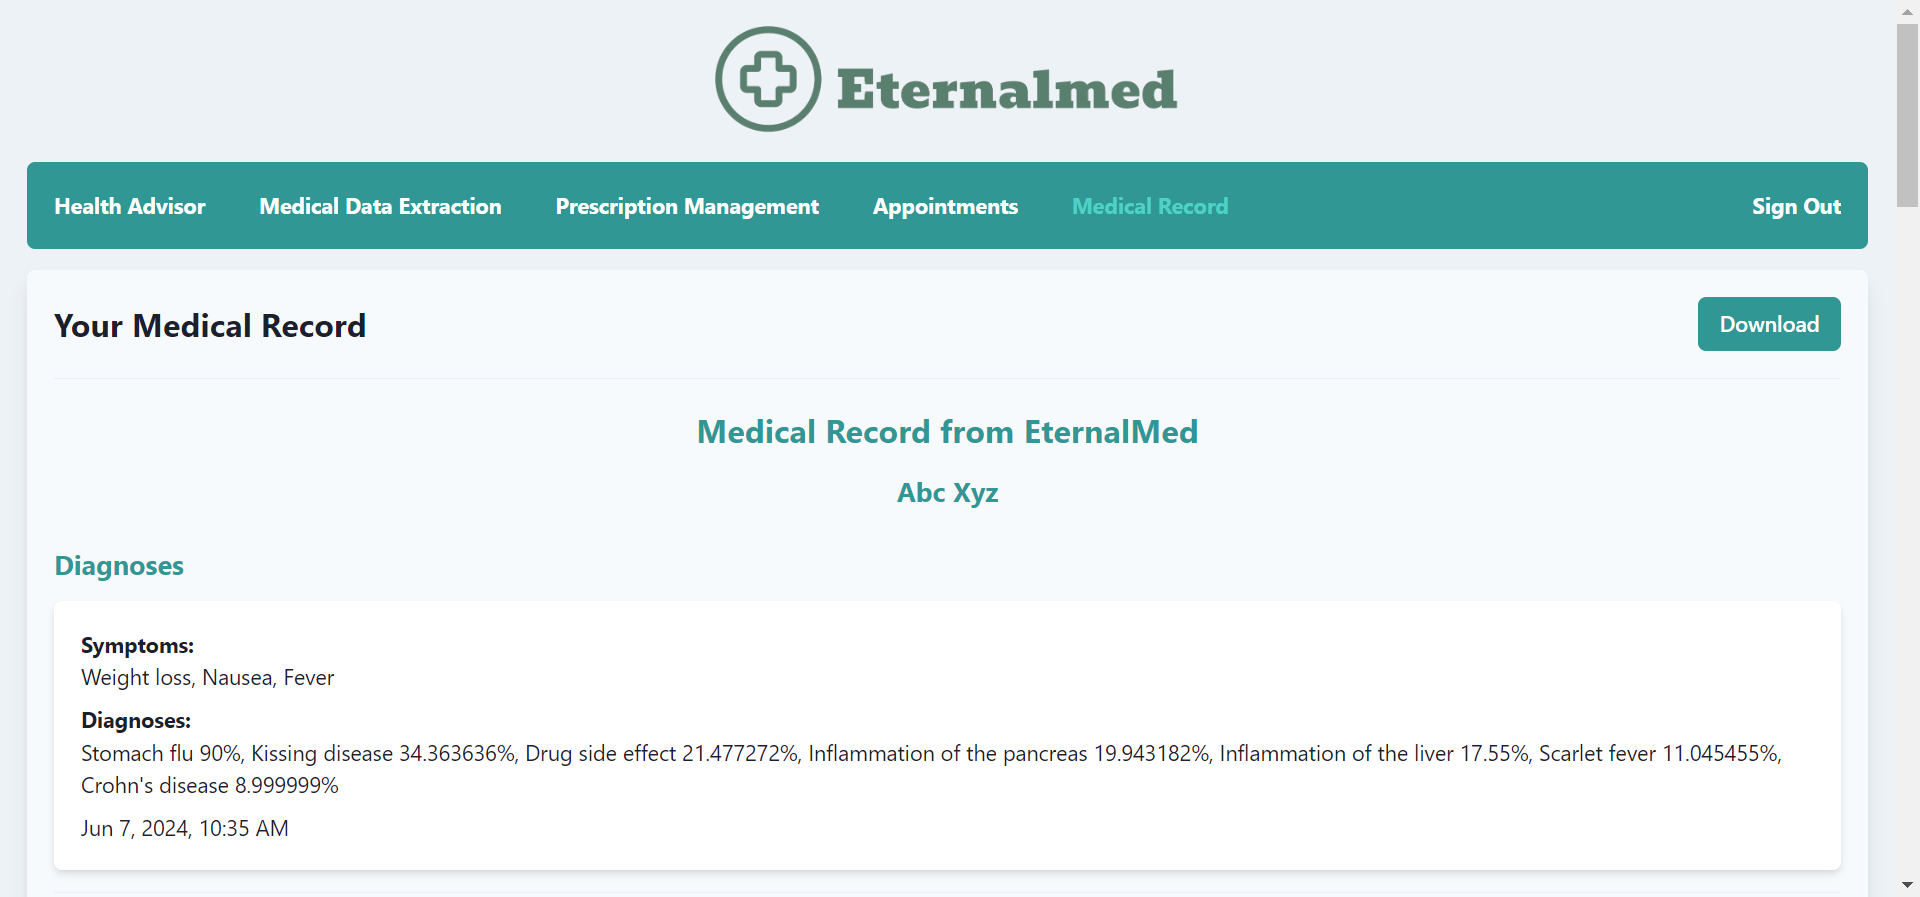 Eternalmed
Health Advisor Medical Data Extraction Prescription Management Appointments Medical Record Sign Out
Your Medical Record Download
Medical Record from EternalMed
Abc Xyz
Diagnoses
Symptoms:
Weight loss, Nausea, Fever
Diagnoses:
Stomach flu 90%, Kissing disease 34.363636%, Drug side effect 21.477272%, Inflammation of the pancreas 19.943182%, Inflammation of the liver 17.55%, Scarlet fever 11.045455%,
Crohn's disease 8.999999%
Jun 7, 2024, 10:35 AM